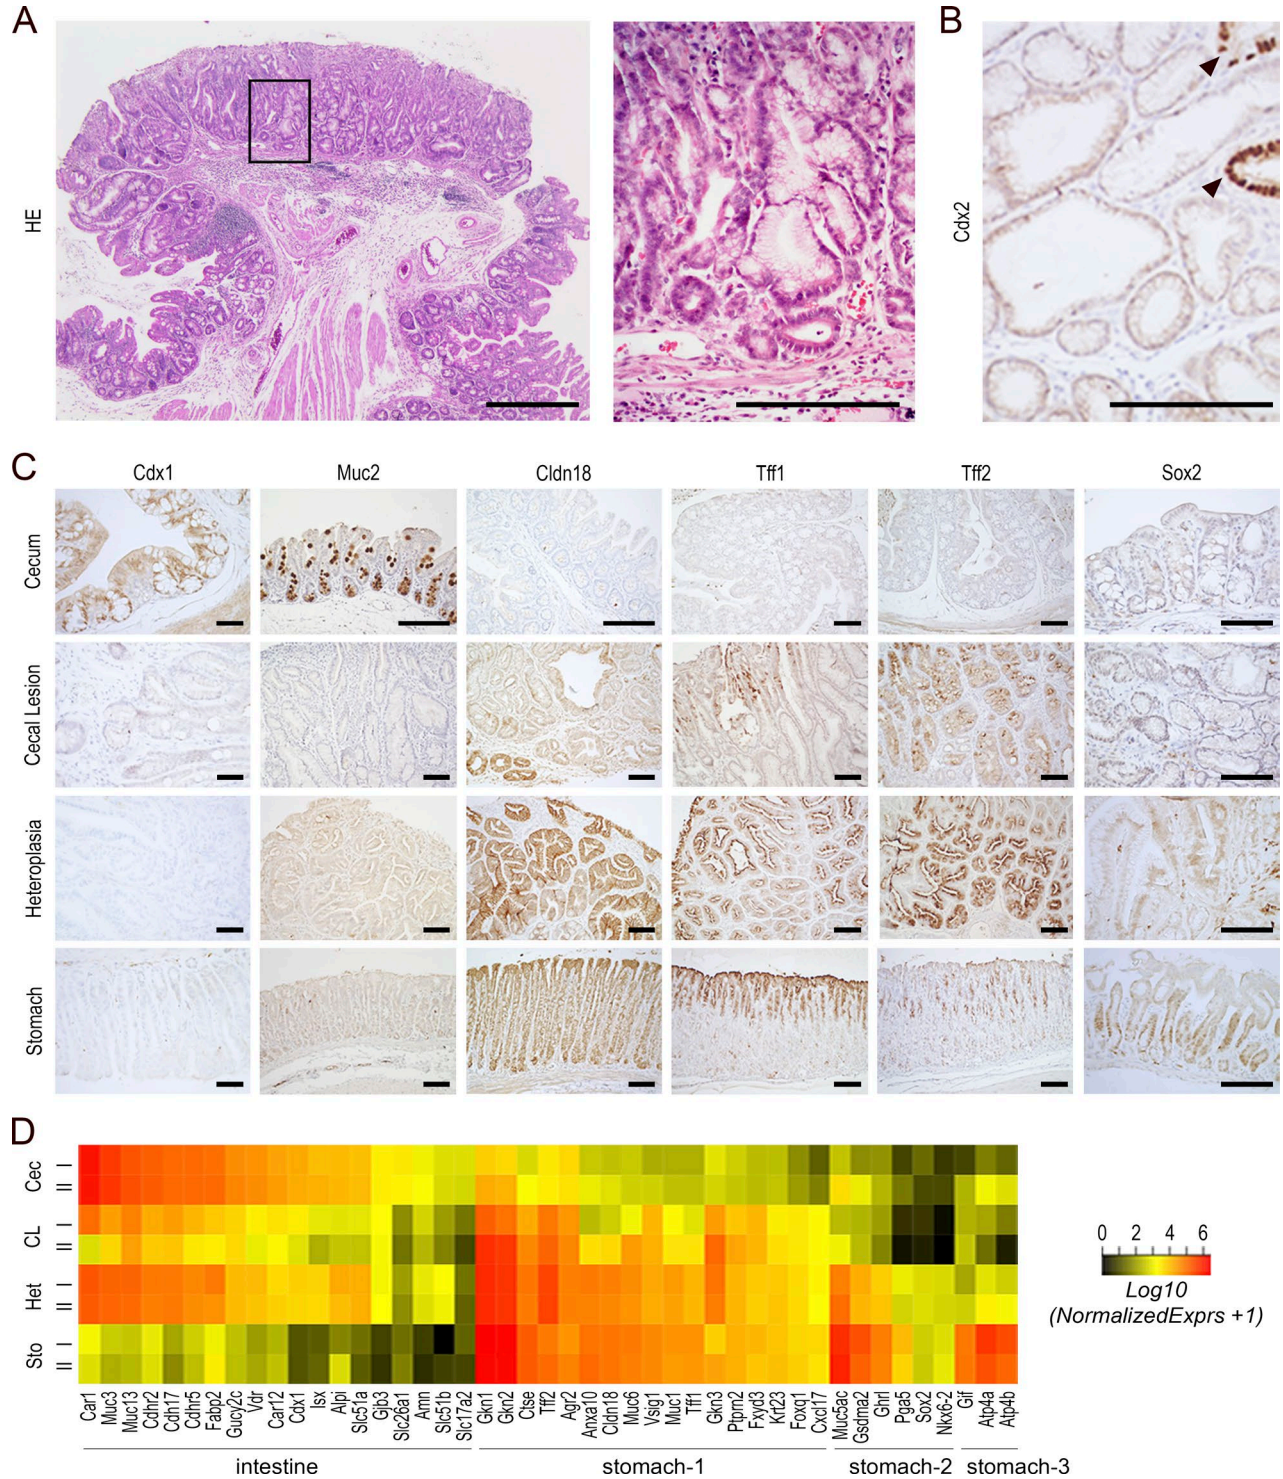 A
B
HE
Cdx2
C
Cdx1 Muc2 Cldn18 Tff1 Tff2 Sox2
Cecum
Cecal Lesion
Heteroplasia
Stomach
D
Cec I II
CL I II
Het I II
Sto I II
0 2 4 6
Log10
(NormalizedExprs +1)
Car1 Muc3 Muc13 Cdhr2 Cdh17 Cdhr5 Fabp2 Gucy2c Vdr Car12 Cdx1 Isx Alpi Slc51a Gjb3 Slc26a1 Amn Slc51b Slc17a2 Gkn1 Gkn2 Ctse Tff2 Agr2 Anxa10 Cldn18 Muc6 Vsig1 Muc1 Tff1 Gkn3 Ptprn2 Fxyd3 Krt23 Foxq1 Cxcl17 Muc5ac Gsdma2 Ghrl Pga5 Sox2 Nkx6-2 Gif Atp4a Atp4b
intestine stomach-1 stomach-2 stomach-3